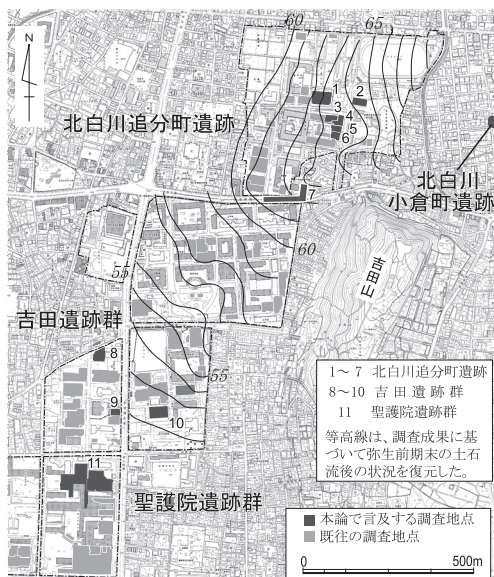 60
65
N
1
2
3
4
5
6
北白川追分町遺跡
7
北白川
小倉町遺跡
60
吉田山
55
吉田遺跡群
55
8
9
10
11
聖護院遺跡群
1～7 北白川追分町遺跡
8～10 吉田遺跡群
11 聖護院遺跡群
等高線は、調査成果に基
づいて弥生前期末の土石
流後の状況を復元した。
本論で言及する調査地点
既往の調査地点
0 500m